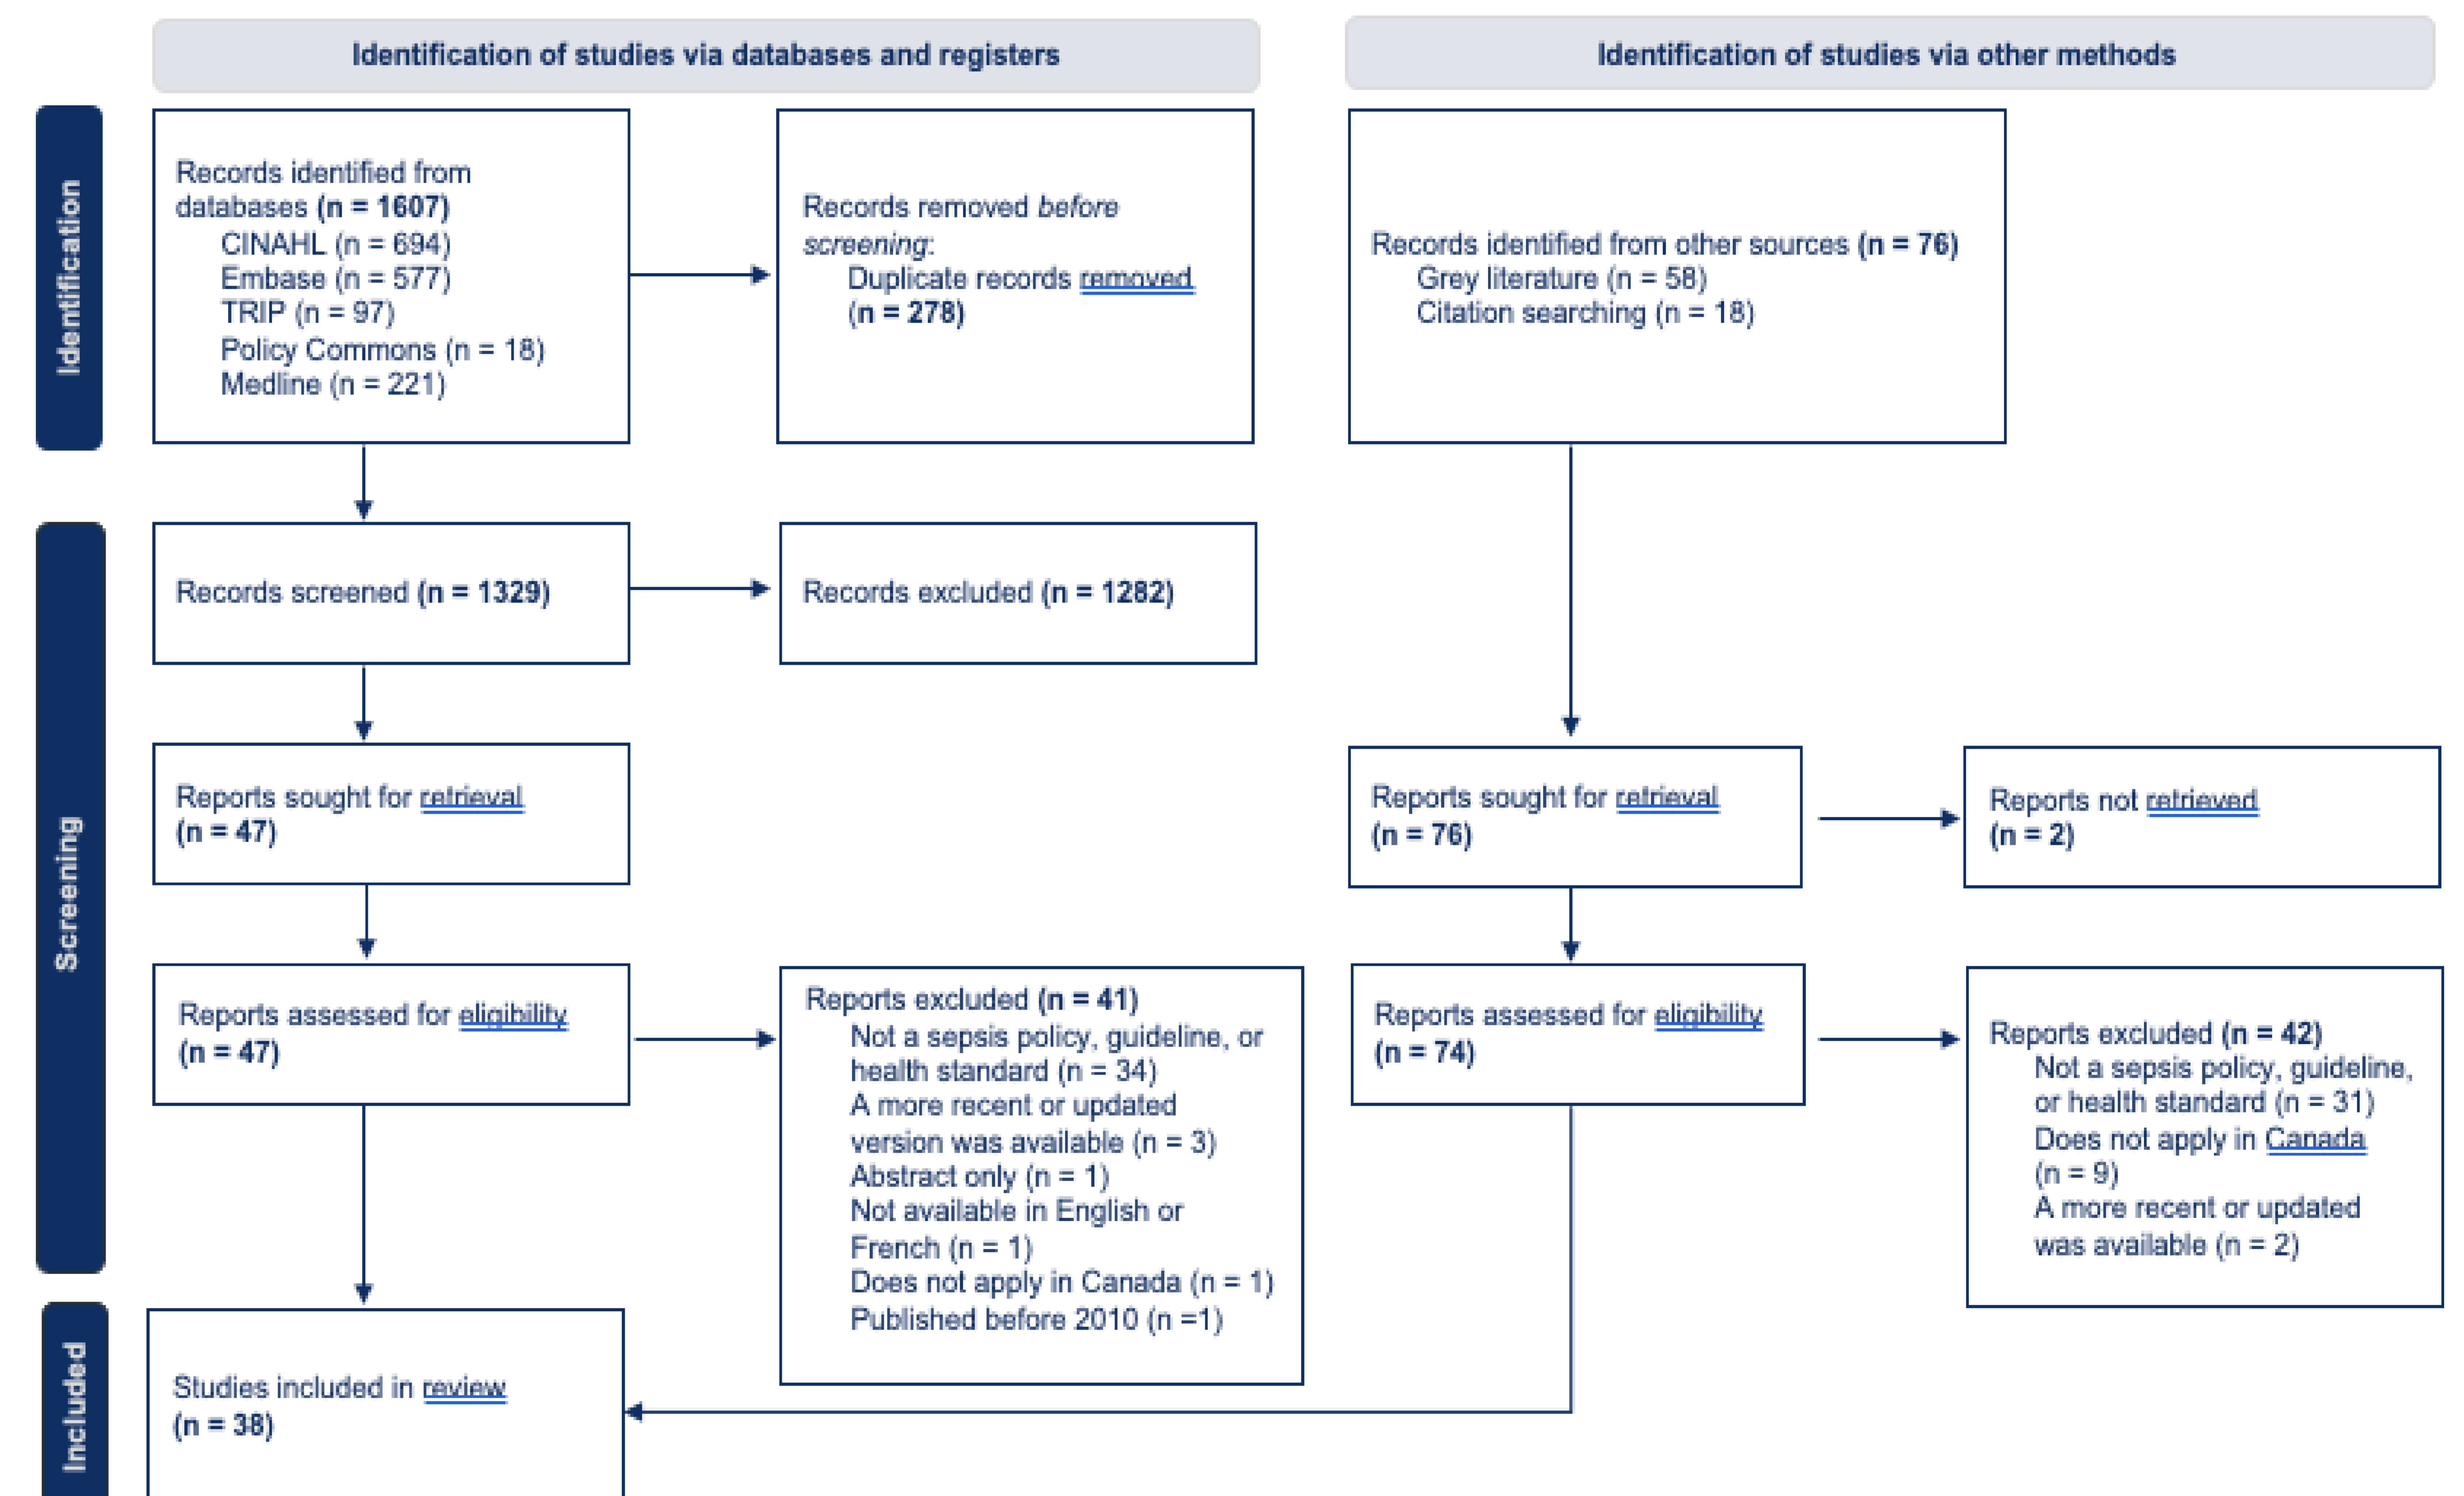 Identification of studies via databases and registers
Identification of studies via other methods
Identification
Records identified from
databases (n = 1607)
CINAHL (n = 694)
Embase (n = 577)
TRIP (n = 97)
Policy Commons (n = 18)
Medline (n = 221)
Records removed before
screening:
Duplicate records removed
(n = 278)
Records identified from other sources (n = 76)
Grey literature (n = 58)
Citation searching (n = 18)
Screening
Records screened (n = 1329)
Records excluded (n = 1282)
Reports sought for retrieval
(n = 47)
Reports sought for retrieval
(n = 76)
Reports not retrieved
(n = 2)
Reports assessed for eligibility
(n = 47)
Reports excluded (n = 41)
Not a sepsis policy, guideline, or
health standard (n = 34)
A more recent or updated
version was available (n = 3)
Abstract only (n = 1)
Not available in English or
French (n = 1)
Does not apply in Canada (n = 1)
Published before 2010 (n =1)
Reports assessed for eligibility
(n = 74)
Reports excluded (n = 42)
Not a sepsis policy, guideline,
or health standard (n = 31)
Does not apply in Canada
(n = 9)
A more recent or updated
was available (n = 2)
Included
Studies included in review
(n = 38)